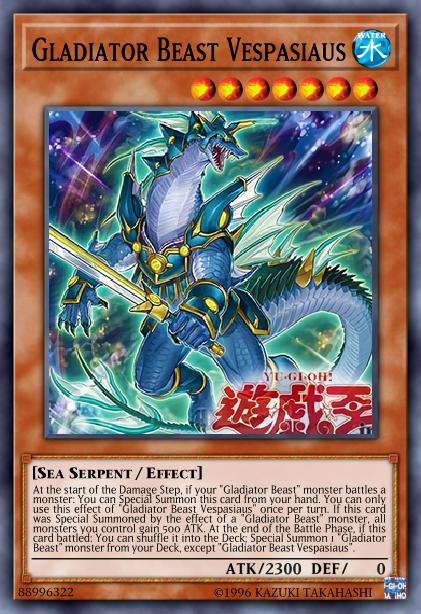 GLADIATOR BEAST VESPASIAUS
WATER
水
YU-GI-OH!
遊戯王
[SEA SERPENT / EFFECT]
At the start of the Damage Step, if your "Gladiator Beast" monster battles a
monster: You can Special Summon this card from your hand. You can only
use this effect of "Gladiator Beast Vespasiaus" once per turn. If this card
was Special Summoned by the effect of a "Gladiator Beast" monster, all
monsters you control gain 500 ATK. At the end of the Battle Phase, if this
card battled: You can shuffle it into the Deck; Special Summon 1 "Gladiator
Beast" monster from your Deck, except "Gladiator Beast Vespasiaus".
ATK/2300 DEF/ 0
88996322
©1996 KAZUKI TAKAHASHI